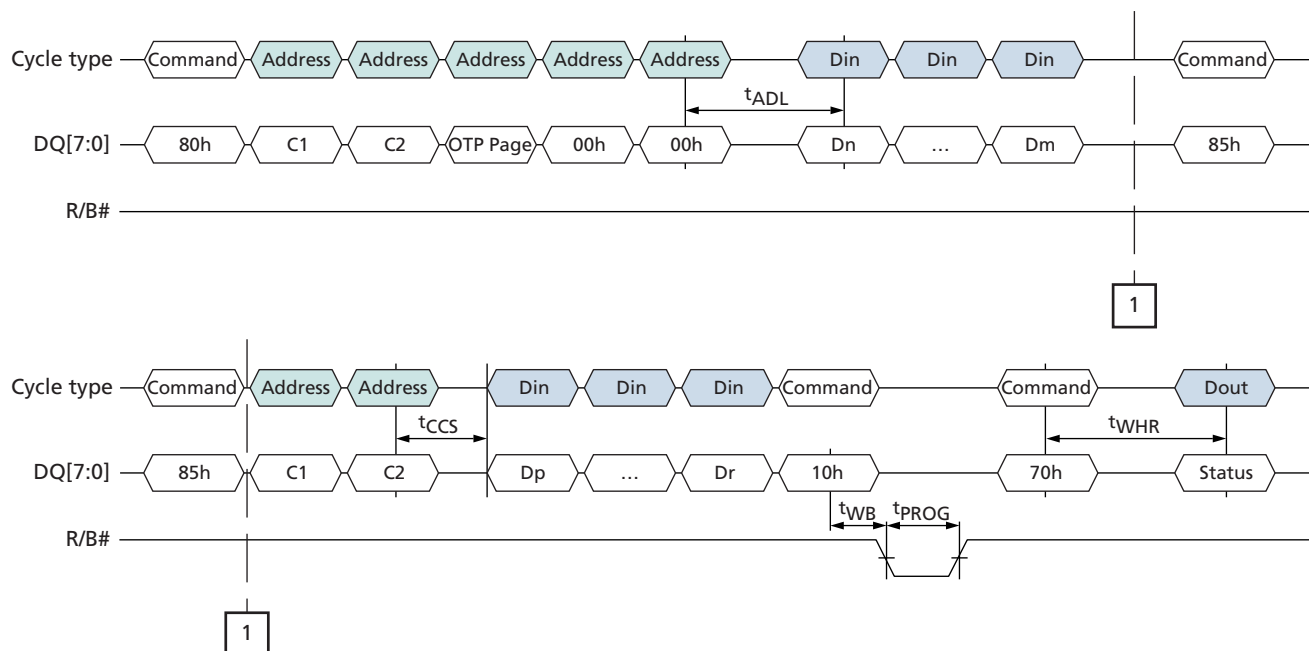 Cycle type Command Address Address Address Address Address Din Din Din Command
tADL
DQ[7:0] 80h C1 C2 OTP Page 00h 00h Dn … Dm 85h
R/B#
1
Cycle type Command Address Address Din Din Din Command Command Dout
tCCS tWHR
DQ[7:0] 85h C1 C2 Dp … Dr 10h 70h Status
tWB tPROG
R/B#
1